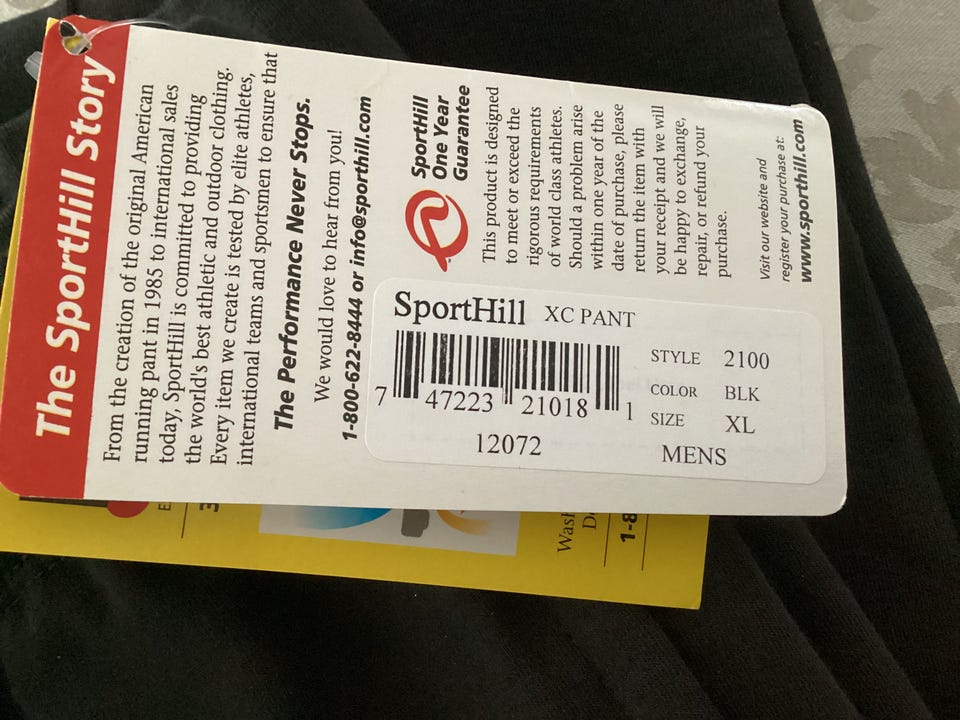 The SportHill Story
From the creation of the original American
running pant in 1985 to international sales
today, SportHill is committed to providing
the world's best athletic and outdoor clothing.
Every item we create is tested by elite athletes,
international teams and sportsmen to ensure that
The Performance Never Stops.
We would love to hear from you!
1-800-622-8444 or info@sporthill.com
SportHill
One Year
Guarantee
This product is designed
to meet or exceed the
rigorous requirements
of world class athletes.
Should a problem arise
within one year of the
date of purchase, please
return the item with
your receipt and we will
be happy to exchange,
repair, or refund your
purchase.
Visit our website and
register your purchase at:
www.sporthill.com
SportHill XC PANT
7 47223 21018 1
12072
STYLE 2100
COLOR BLK
SIZE XL
MENS
1-8